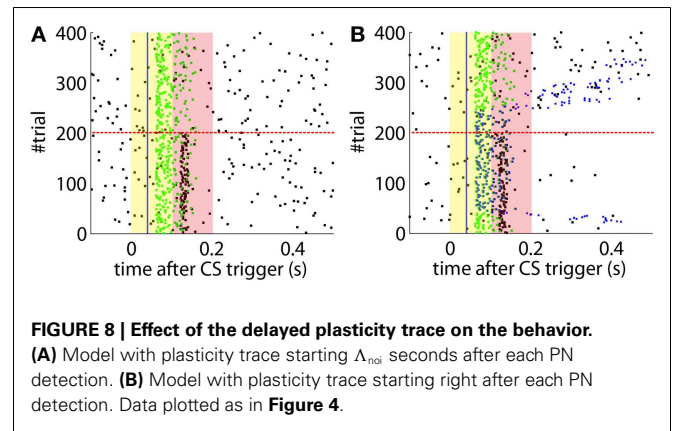 A
B
400
300
200
100
0
#trial
0
0.2
0.4
time after CS trigger (s)
400
300
200
100
0
#trial
0
0.2
0.4
time after CS trigger (s)
FIGURE 8 | Effect of the delayed plasticity trace on the behavior.
(A) Model with plasticity trace starting Λnoi seconds after each PN
detection. (B) Model with plasticity trace starting right after each PN
detection. Data plotted as in Figure 4.